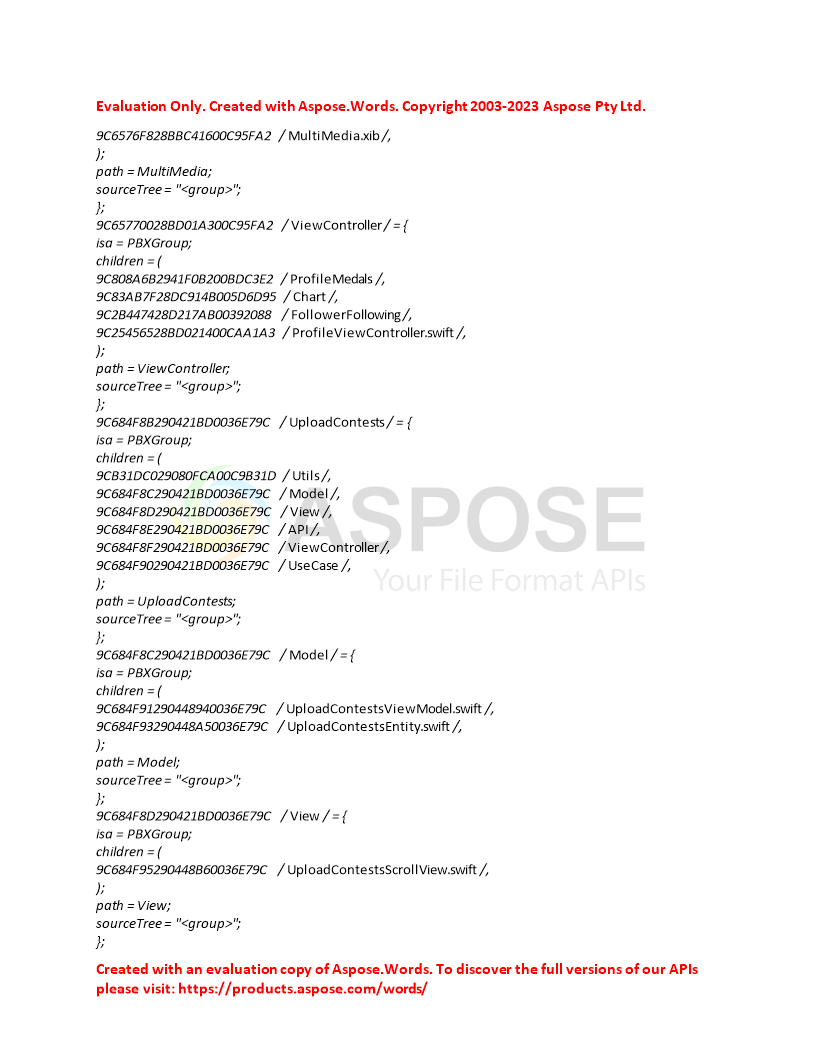 Evaluation Only. Created with Aspose.Words. Copyright 2003-2023 Aspose Pty Ltd.
9C6576F828BBC41600C95FA2 / MultiMedia.xib /,
);
path = MultiMedia;
sourceTree = "<group>";
};
9C65770028BD01A300C95FA2 / ViewController / = {
isa = PBXGroup;
children = (
9C808A6B2941F0B200BDC3E2 / ProfileMedals /,
9C83AB7F28DC914B005D6D95 / Chart /,
9C2B447428D217AB00392088 / FollowerFollowing /,
9C25456528BD021400CAA1A3 / ProfileViewController.swift /,
);
path = ViewController;
sourceTree = "<group>";
};
9C684F8B290421BD0036E79C / UploadContests / = {
isa = PBXGroup;
children = (
9CB31DC029080FCA00C9B31D / Utils /,
9C684F8C290421BD0036E79C / Model /,
9C684F8D290421BD0036E79C / View /,
9C684F8E290421BD0036E79C / API /,
9C684F8F290421BD0036E79C / ViewController /,
9C684F90290421BD0036E79C / UseCase /,
);
path = UploadContests;
sourceTree = "<group>";
};
9C684F8C290421BD0036E79C / Model / = {
isa = PBXGroup;
children = (
9C684F91290448940036E79C / UploadContestsViewModel.swift /,
9C684F93290448A50036E79C / UploadContestsEntity.swift /,
);
path = Model;
sourceTree = "<group>";
};
9C684F8D290421BD0036E79C / View / = {
isa = PBXGroup;
children = (
9C684F95290448B60036E79C / UploadContestsScrollView.swift /,
);
path = View;
sourceTree = "<group>";
};
Created with an evaluation copy of Aspose.Words. To discover the full versions of our APIs
please visit: https://products.aspose.com/words/
ASPOSE
Your File Format APIs